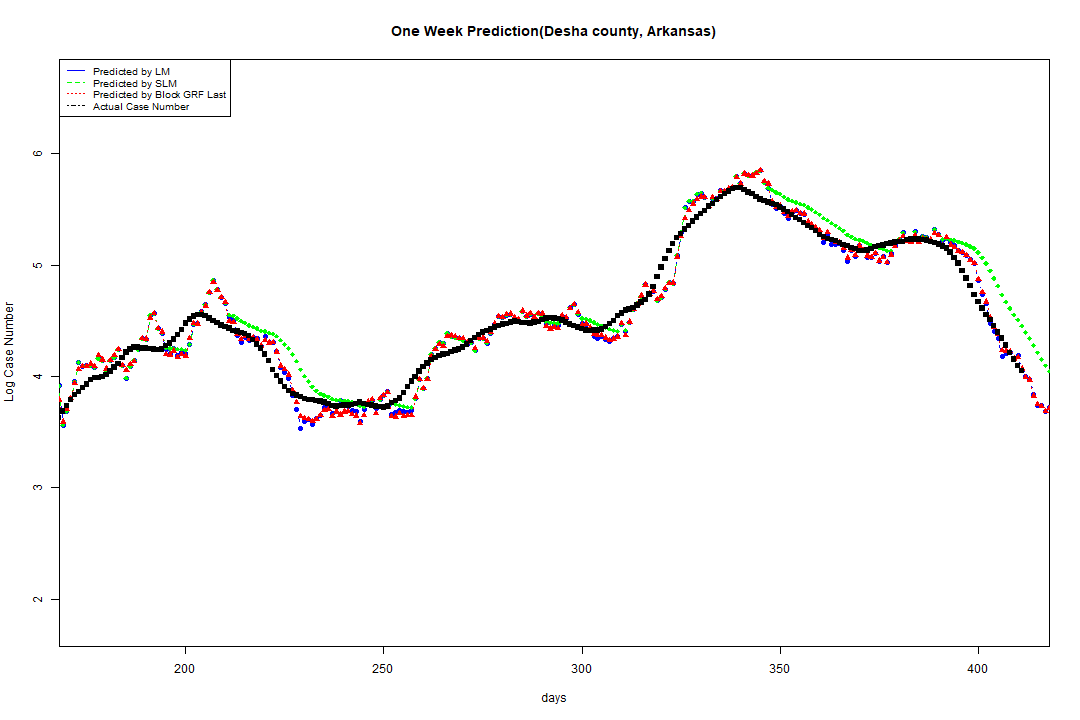 One Week Prediction(Desha county, Arkansas)
Predicted by LM
Predicted by SLM
Predicted by Block GRF Last
Actual Case Number
6
5
4
3
2
Log Case Number
200 250 300 350 400
days